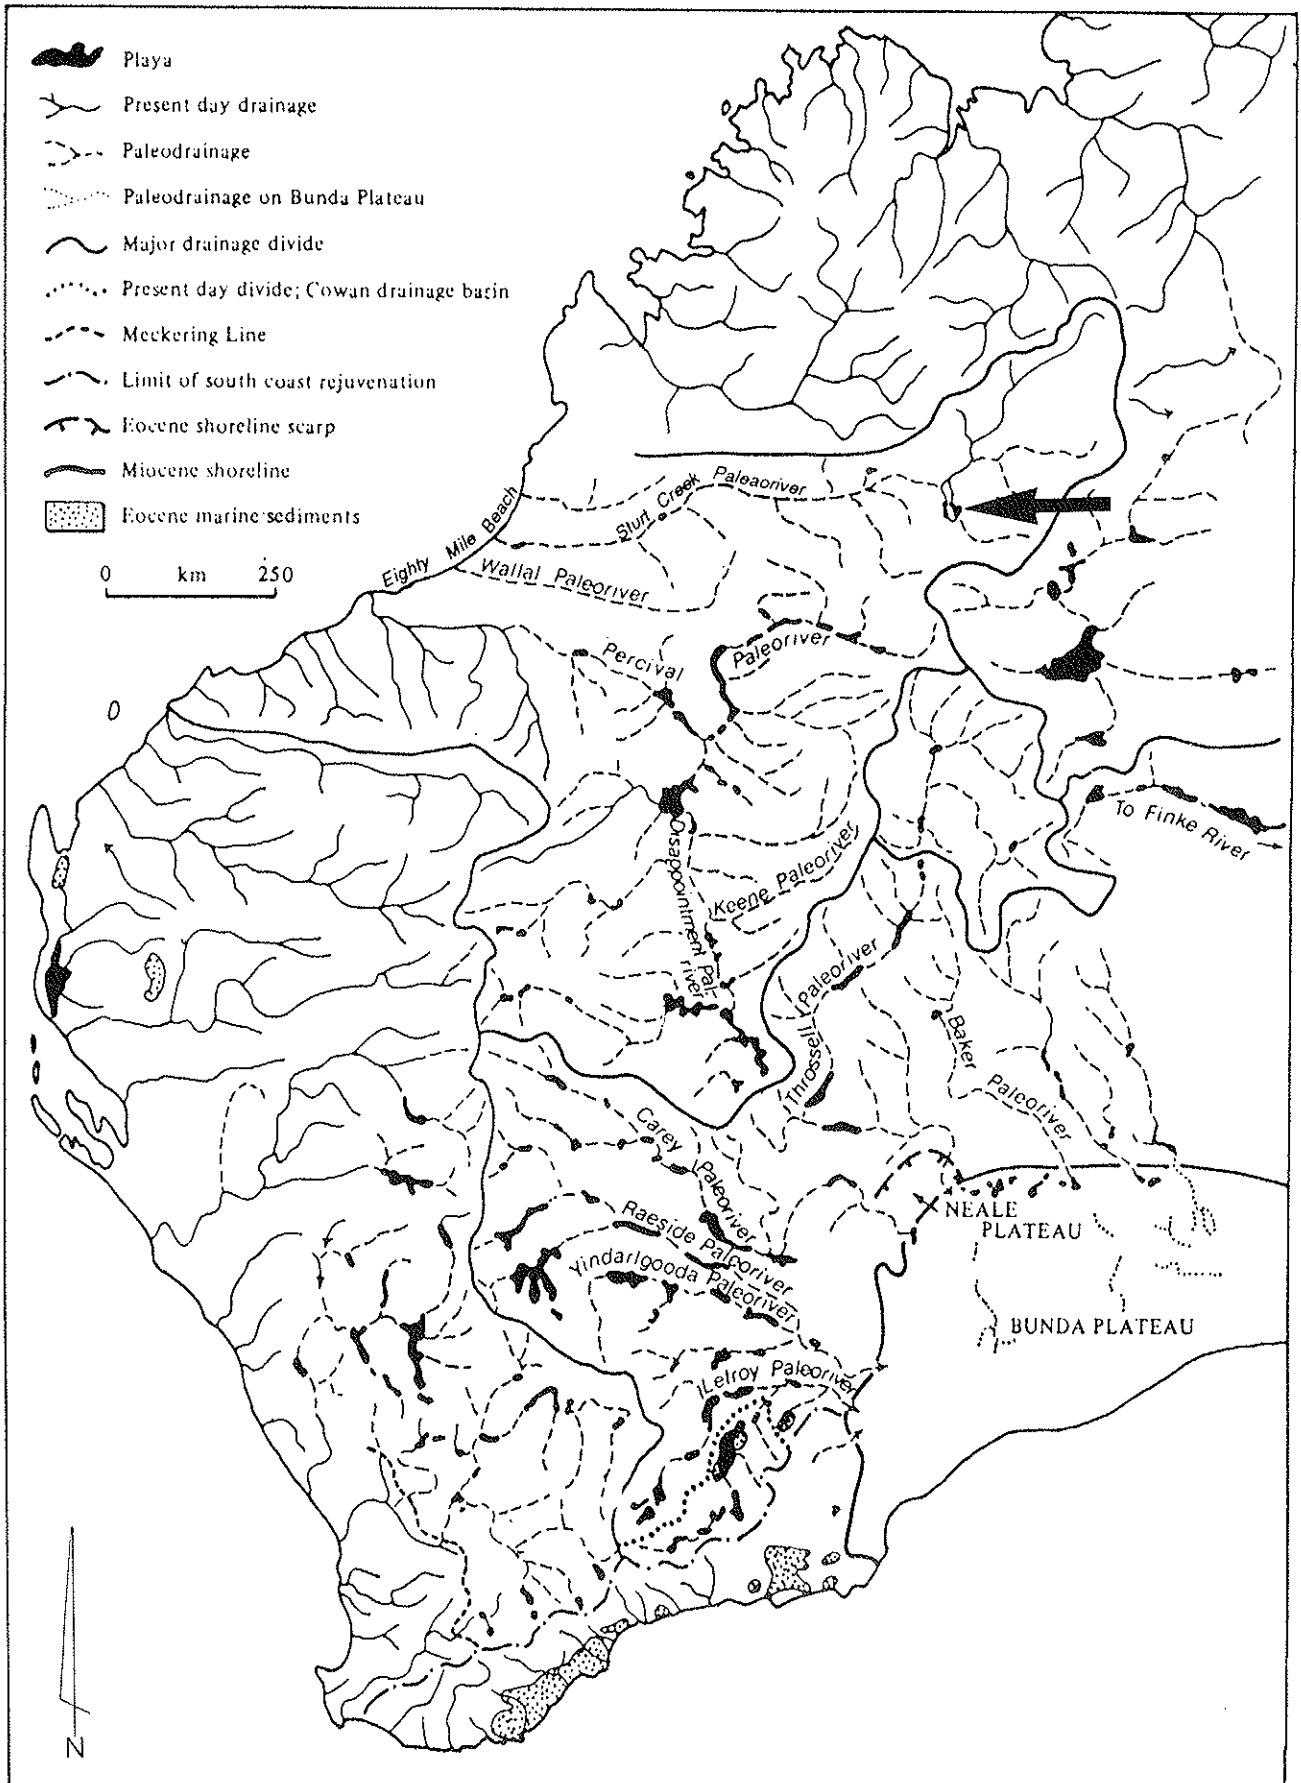 Playa
Present day drainage
Paleodrainage
Paleodrainage on Bunda Plateau
Major drainage divide
Present day divide; Cowan drainage basin
Meckering Line
Limit of south coast rejuvenation
Eocene shoreline scarp
Miocene shoreline
Eocene marine sediments
0 km 250
Sturt Creek Paleaoriver
Eighty Mile Beach
Wallal Paleoriver
Percival Paleoriver
To Finke River
Disappointment Pal-
river
Keene Paleoriver
Throssell Paleoriver
Baker Paleoriver
Carey Paleoriver
Raeside Paleoriver
Yindarlgooda Paleoriver
Lefroy Paleoriver
NEALE
PLATEAU
BUNDA PLATEAU
N